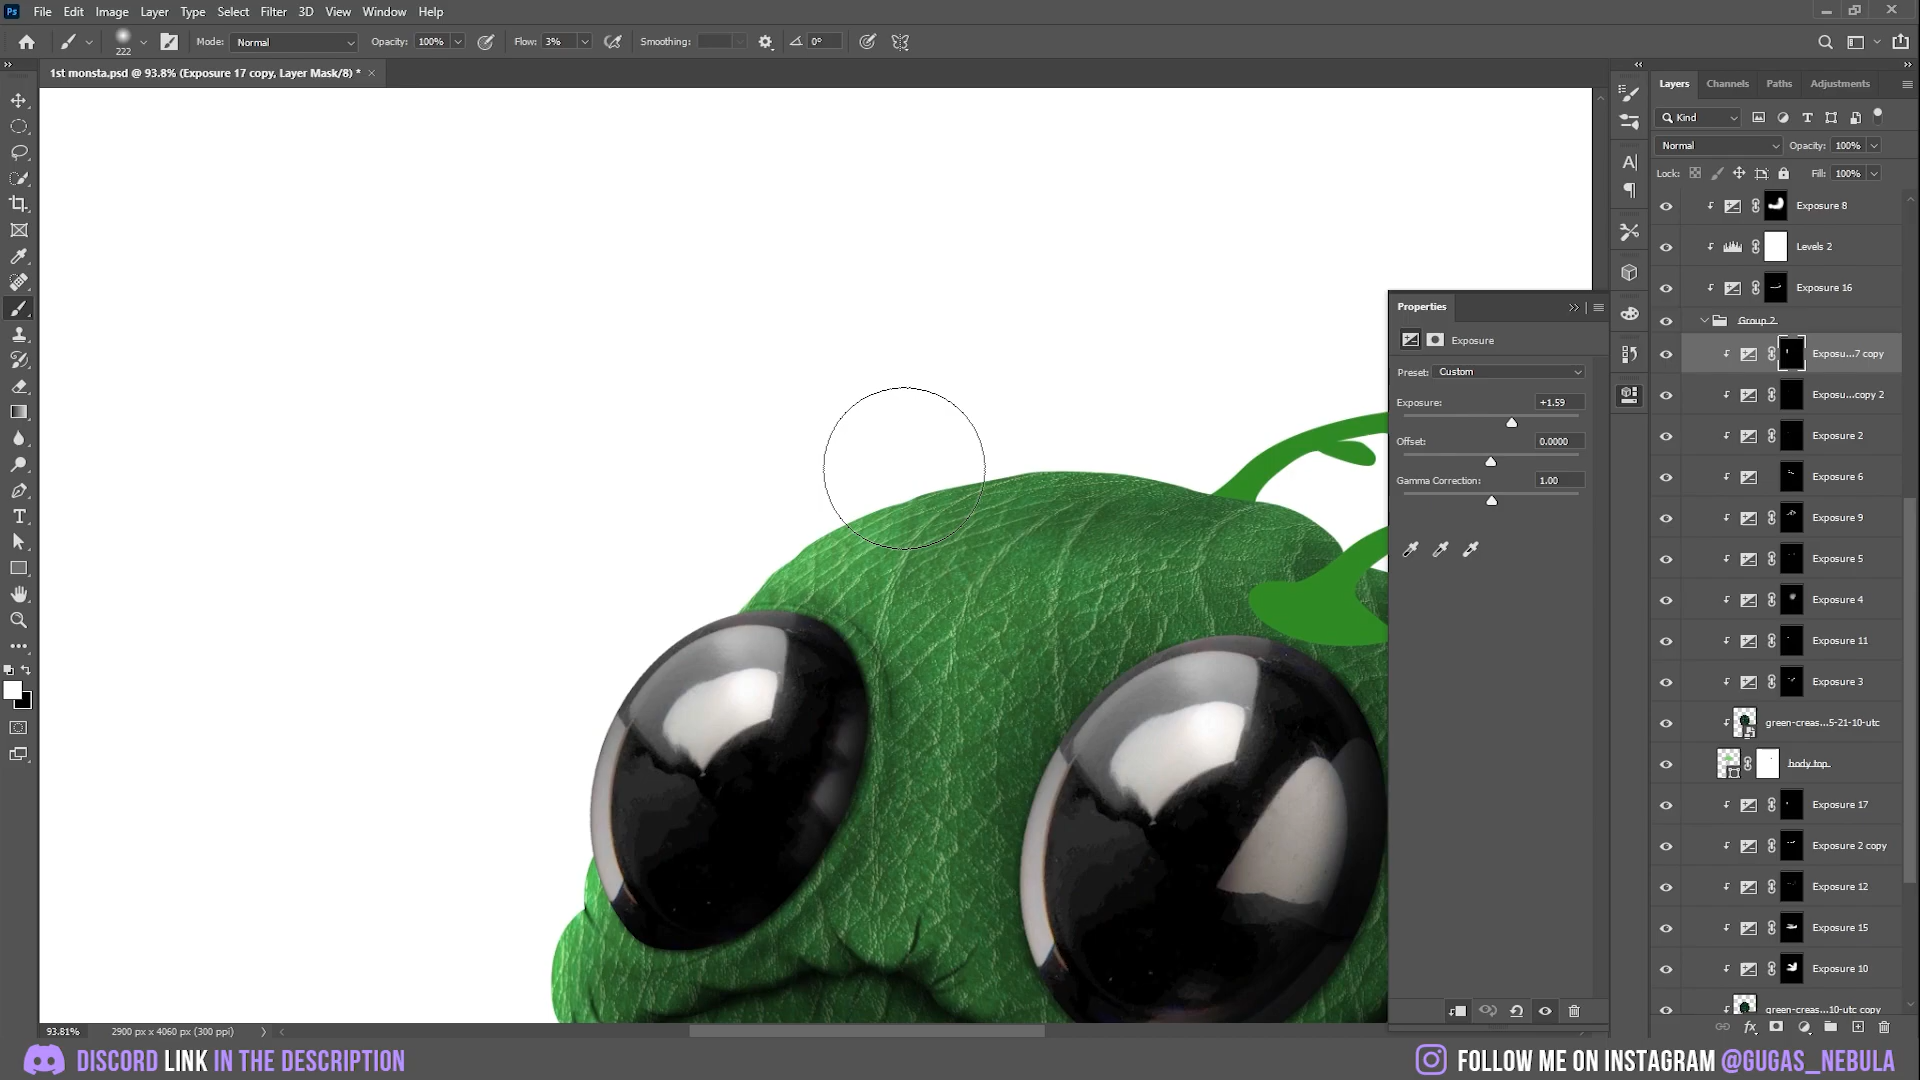 Ps File Edit Image Layer Type Select Filter 3D View Window Help
222 Mode: Normal Opacity: 100% Flow: 3% Smoothing: 0°
1st monsta.psd @ 93.8% (Exposure 17 copy, Layer Mask/8) * ×
Properties
Exposure
Preset: Custom
Exposure: +1.59
Offset: 0.0000
Gamma Correction: 1.00
Layers Channels Paths Adjustments
Kind
Normal Opacity: 100%
Lock: Fill: 100%
Exposure 8
Levels 2
Exposure 16
Group 2
Exposu...7 copy
Exposu...copy 2
Exposure 2
Exposure 6
Exposure 9
Exposure 5
Exposure 4
Exposure 11
Exposure 3
green-creas...5-21-10-utc
body top
Exposure 17
Exposure 2 copy
Exposure 12
Exposure 15
Exposure 10
green-creas...10-utc copy
93.81% 2900 px x 4060 px (300 ppi)
DISCORD LINK IN THE DESCRIPTION
FOLLOW ME ON INSTAGRAM @GUGAS_NEBULA